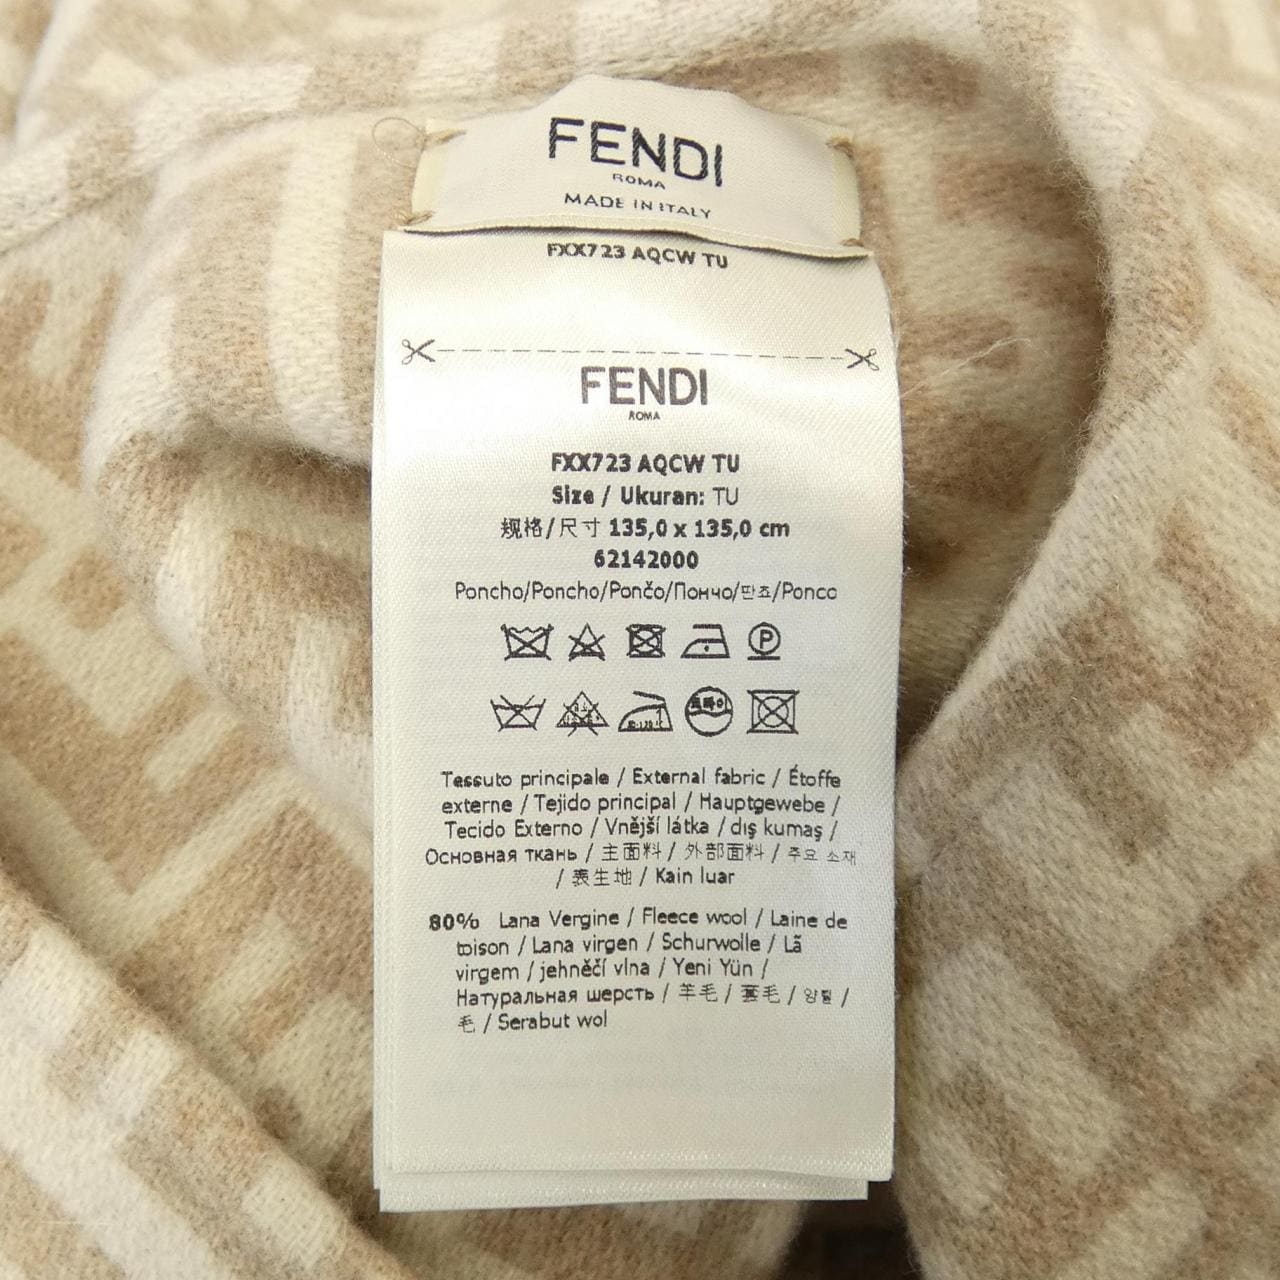 FENDI
ROMA
MADE IN ITALY
FXX723 AQCW TU
FENDI
ROMA
FXX723 AQCW TU
Size / Ukuran: TU
规格/尺寸 135,0 x 135,0 cm
62142000
Poncho/Poncho/Pončo/Пончо/판쵸/Ponco
P
Tessuto principale / External fabric / Étoffe
externe / Tejido principal / Hauptgewebe /
Tecido Externo / Vnější látka / dış kumaş /
Основная ткань / 主面料 / 外部面料 / 주요 소재
/ 表生地 / Kain luar
80% Lana Vergine / Fleece wool / Laine de
toison / Lana virgen / Schurwolle / Lã
virgem / jehněčí vlna / Yeni Yün /
Натуральная шерсть / 羊毛 / 羊毛 / 양털 /
毛 / Serabut wol